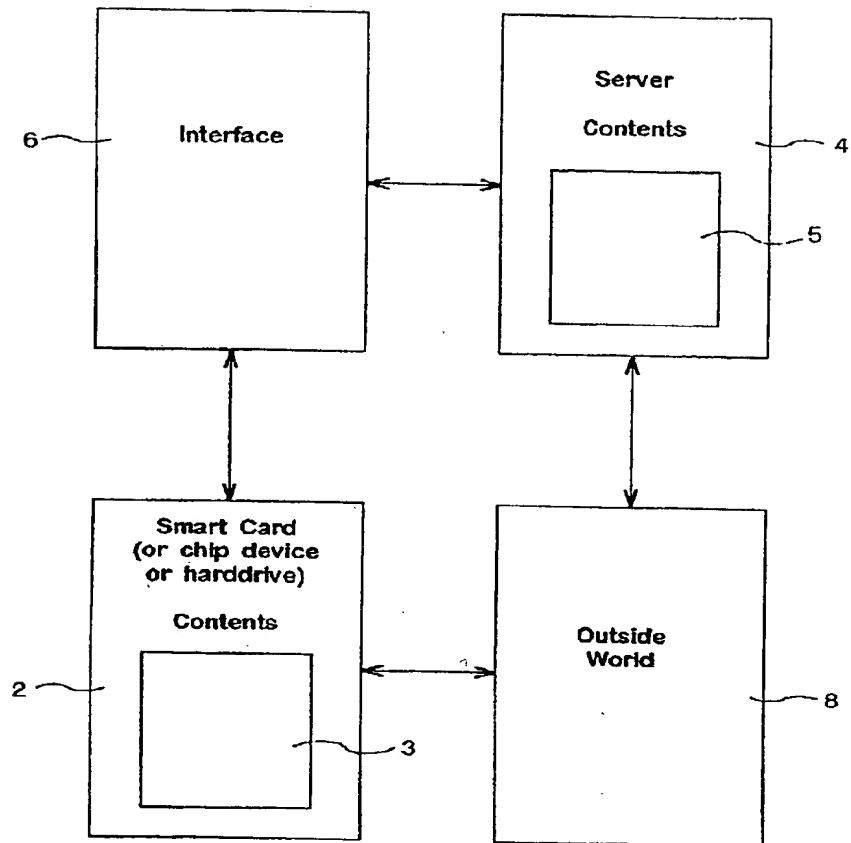 Interface
6
Server
Contents
4
5
Smart Card
(or chip device
or harddrive)
Contents
2
3
Outside
World
8